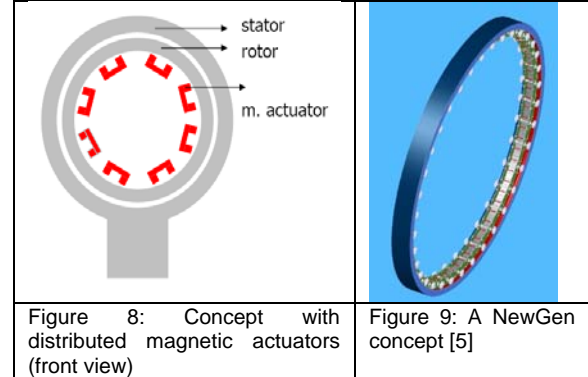 stator
rotor
m. actuator
Figure 8: Concept with
distributed magnetic actuators
(front view)
Figure 9: A NewGen
concept [5]